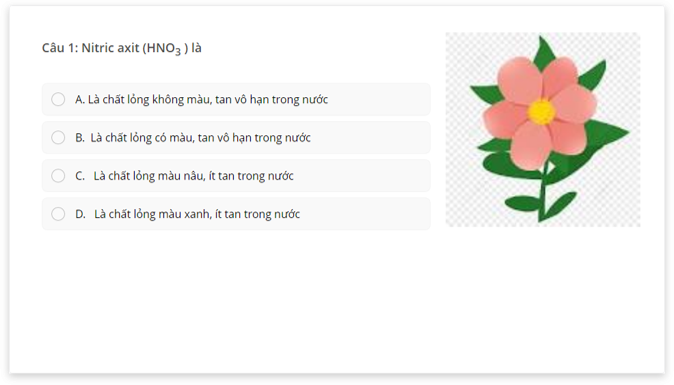 Câu 1: Nitric axit (HNO₃ ) là
A. Là chất lỏng không màu, tan vô hạn trong nước
B. Là chất lỏng có màu, tan vô hạn trong nước
C. Là chất lỏng màu nâu, ít tan trong nước
D. Là chất lỏng màu xanh, ít tan trong nước